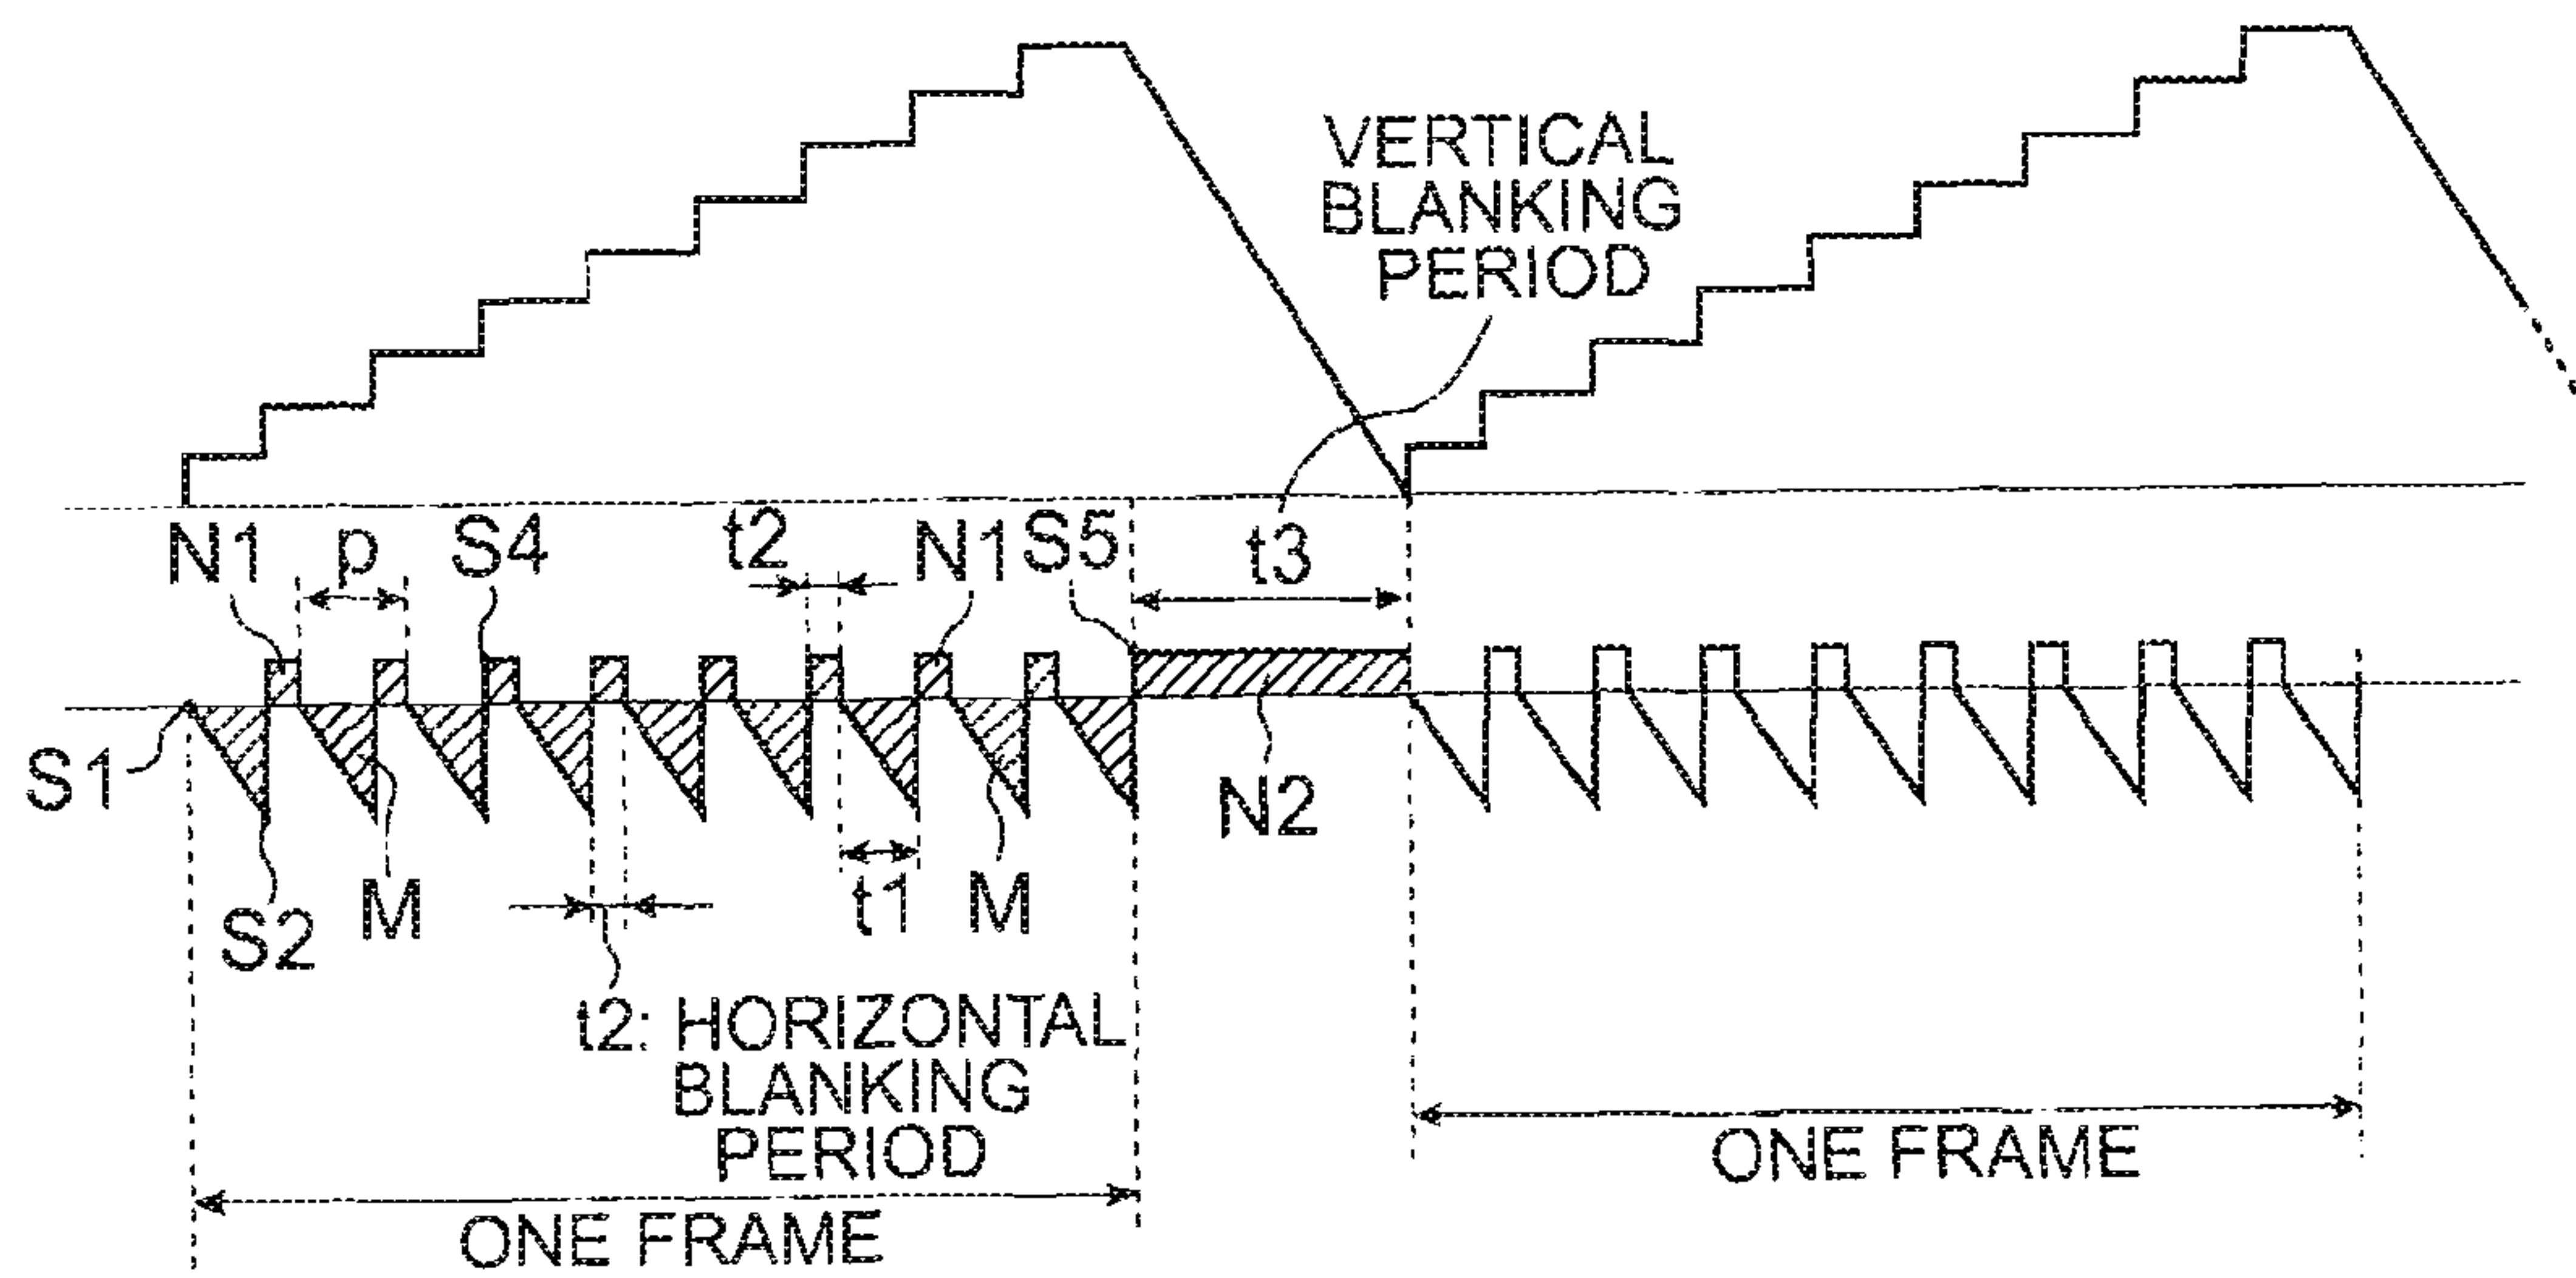 VERTICAL
BLANKING
PERIOD
N1
p
S4
t2
N1
S5
t3
S1
S2
M
t1
M
N2
t2: HORIZONTAL
BLANKING
PERIOD
ONE FRAME
ONE FRAME